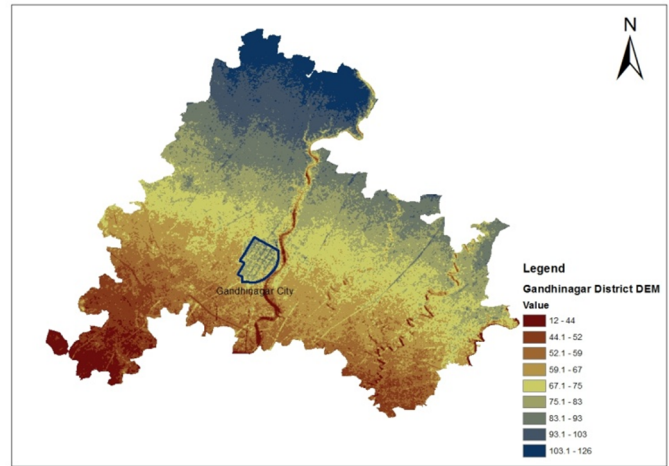 N
Gandhinagar City
Legend
Gandhinagar District DEM
Value
12 - 44
44.1 - 52
52.1 - 59
59.1 - 67
67.1 - 75
75.1 - 83
83.1 - 93
93.1 - 103
103.1 - 126